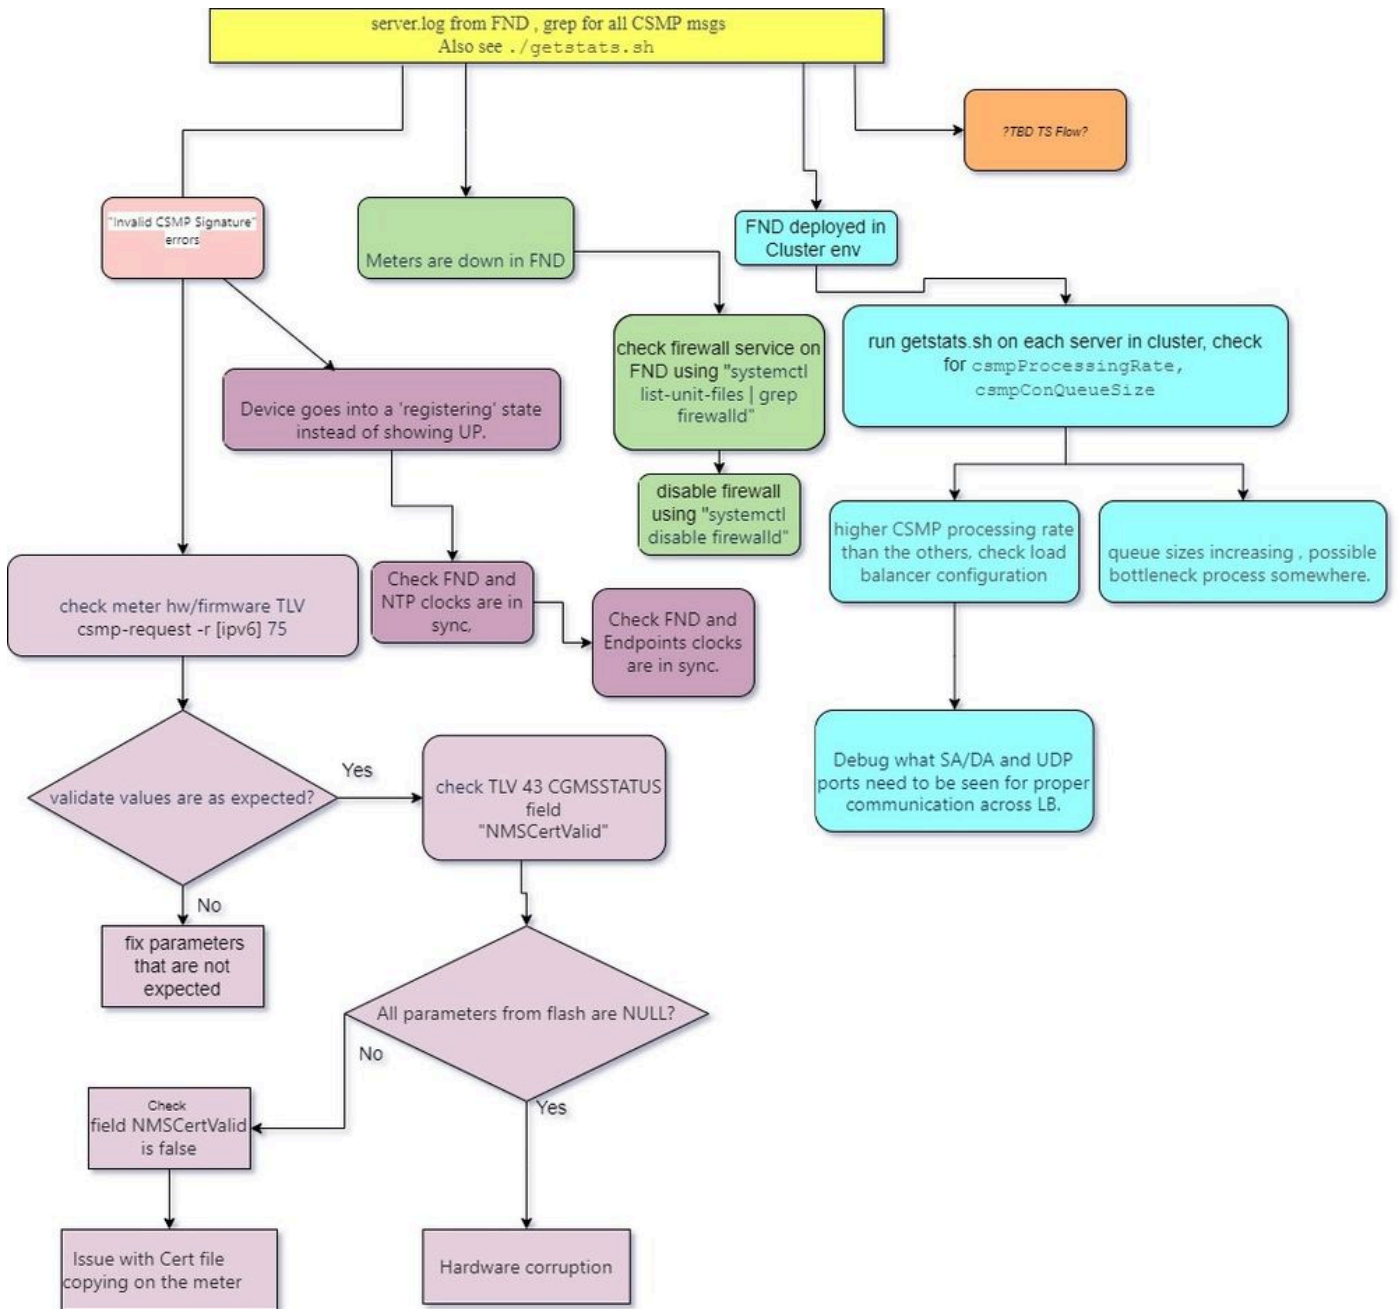 server.log from FND , grep for all CSMP msgs
Also see ./getstats.sh
?TBD TS Flow?
"Invalid CSMP Signature"
errors
Meters are down in FND
FND deployed in
Cluster env
check firewall service on
FND using "systemctl
list-unit-files | grep
firewalld"
run getstats.sh on each server in cluster, check
for csmpProcessingRate,
csmpConQueueSize
Device goes into a 'registering' state
instead of showing UP.
disable firewall
using "systemctl
disable firewalld"
higher CSMP processing rate
than the others, check load
balancer configuration
queue sizes increasing , possible
bottleneck process somewhere.
check meter hw/firmware TLV
csmp-request -r [ipv6] 75
Check FND and
NTP clocks are in
sync,
Check FND and
Endpoints clocks
are in sync.
Debug what SA/DA and UDP
ports need to be seen for proper
communication across LB.
validate values are as expected?
Yes
check TLV 43 CGMSSTATUS
field
"NMSCertValid"
No
fix parameters
that are not
expected
All parameters from flash are NULL?
No
Yes
Check
field NMSCertValid
is false
Issue with Cert file
copying on the meter
Hardware corruption